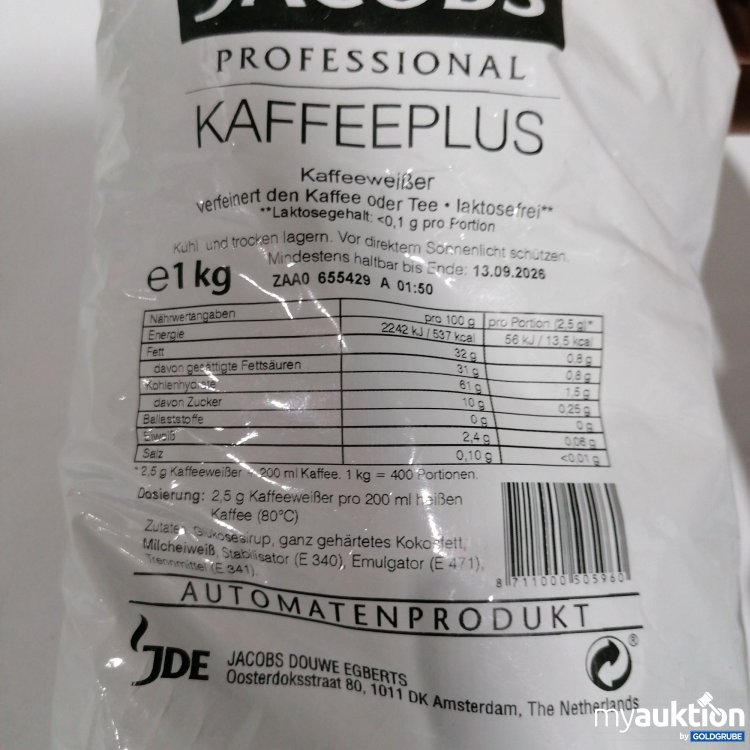 JACOBS
PROFESSIONAL
KAFFEEPLUS
Kaffeeweißer
verfeinert den Kaffee oder Tee • laktosefrei**
**Laktosegehalt: <0,1 g pro Portion
Kühl und trocken lagern. Vor direktem Sonnenlicht schützen.
Mindestens haltbar bis Ende: 13.09.2026
e1 kg ZAA0 655429 A 01:50
Nährwertangaben pro 100 g pro Portion (2,5 g)*
Energie 2242 kJ / 537 kcal 56 kJ / 13,5 kcal
Fett 32 g 0,8 g
davon gesättigte Fettsäuren 31 g 0,8 g
Kohlenhydrate 61 g 1,5 g
davon Zucker 10 g 0,25 g
Ballaststoffe 0 g 0 g
Eiweiß 2,4 g 0,06 g
Salz 0,10 g <0,01 g
*2,5 g Kaffeeweißer = 200 ml Kaffee. 1 kg = 400 Portionen.
Dosierung: 2,5 g Kaffeeweißer pro 200 ml heißen
Kaffee (80°C)
Zutaten: Glukosesirup, ganz gehärtetes Kokosfett,
Milcheiweiß, Stabilisator (E 340), Emulgator (E 471),
Trennmittel (E 341).
8 711000 505960
AUTOMATENPRODUKT
JDE JACOBS DOUWE EGBERTS
Oosterdoksstraat 80, 1011 DK Amsterdam, The Netherlands
®
myauktion
by GOLDGRUBE